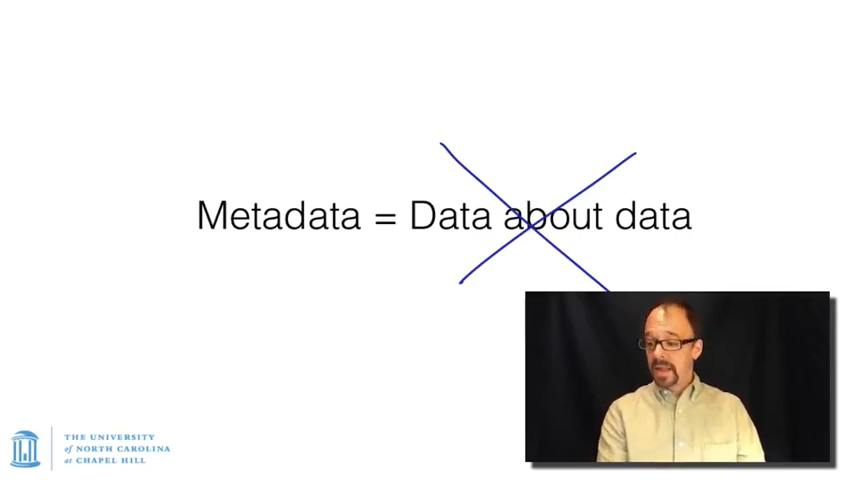 Metadata = Data about data
THE UNIVERSITY
of NORTH CAROLINA
at CHAPEL HILL